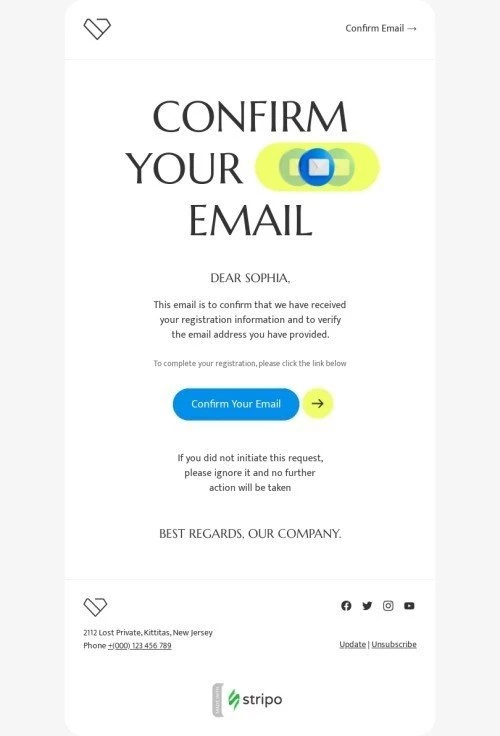 Confirm Email →
CONFIRM
YOUR
EMAIL
DEAR SOPHIA,
This email is to confirm that we have received
your registration information and to verify
the email address you have provided.
To complete your registration, please click the link below
Confirm Your Email →
If you did not initiate this request,
please ignore it and no further
action will be taken
BEST REGARDS, OUR COMPANY.
2112 Lost Private, Kittitas, New Jersey
Phone +(000) 123 456 789
Update | Unsubscribe
stripo